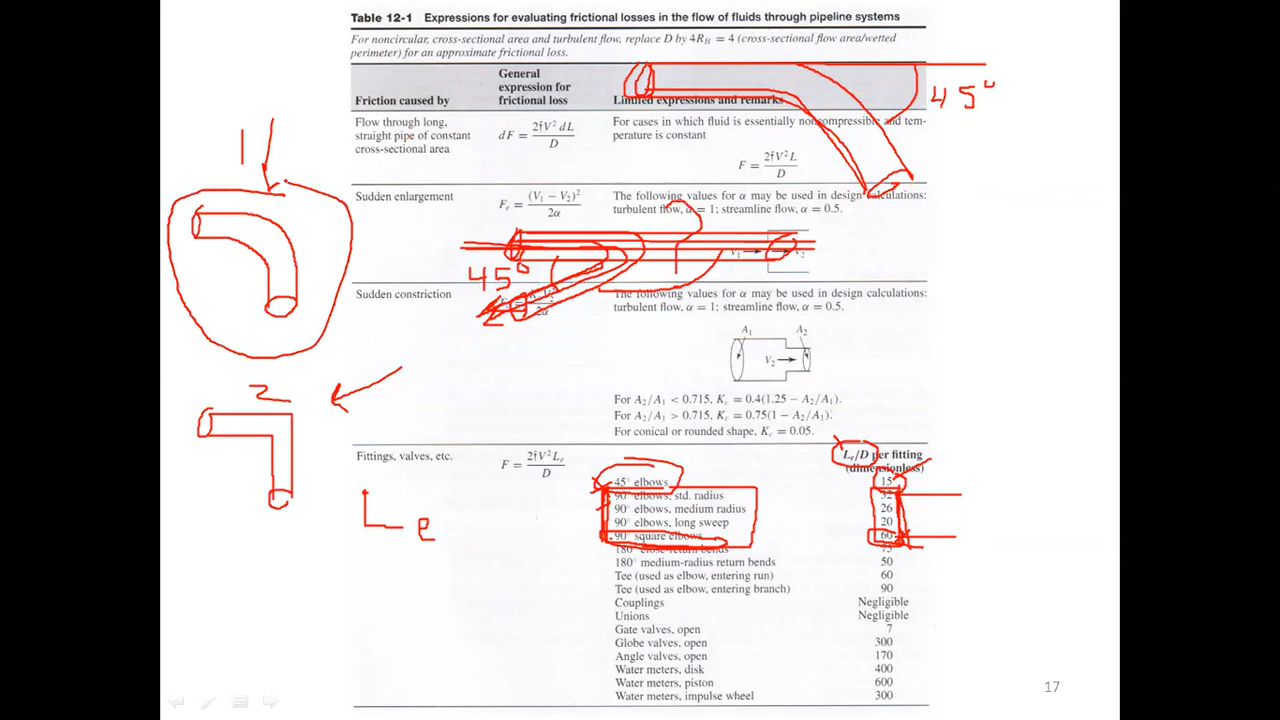 Table 12-1 Expressions for evaluating frictional losses in the flow of fluids through pipeline systems
For noncircular, cross-sectional area and turbulent flow, replace D by 4R_H = 4 (cross-sectional flow area/wetted
perimeter) for an approximate frictional loss.
Friction caused by
General
expression for
frictional loss
Limited expressions and remarks
45°
Flow through long,
straight pipe of constant
cross-sectional area
dF = 2fV² dL / D
For cases in which fluid is essentially noncompressible and tem-
perature is constant
F = 2fV²L / D
1
Sudden enlargement
F_e = (V₁ − V₂)² / 2α
The following values for α may be used in design calculations:
turbulent flow, α = 1; streamline flow, α = 0.5.
V₁ V₂
45°
Sudden constriction
The following values for α may be used in design calculations:
turbulent flow, α = 1; streamline flow, α = 0.5.
A₁ A₂
V₂
For A₂/A₁ < 0.715, K_c = 0.4(1.25 − A₂/A₁).
For A₂/A₁ > 0.715, K_c = 0.75(1 − A₂/A₁).
For conical or rounded shape, K_c = 0.05.
2
Fittings, valves, etc.
F = 2fV²L_e / D
L_e/D per fitting
(dimensionless)
45° elbows 15
90° elbows, std. radius 32
90° elbows, medium radius 26
90° elbows, long sweep 20
90° square elbows 60
180° close return bends 75
180° medium-radius return bends 50
Tee (used as elbow, entering run) 60
Tee (used as elbow, entering branch) 90
Couplings Negligible
Unions Negligible
Gate valves, open 7
Globe valves, open 300
Angle valves, open 170
Water meters, disk 400
Water meters, piston 600
Water meters, impulse wheel 300
Le
17